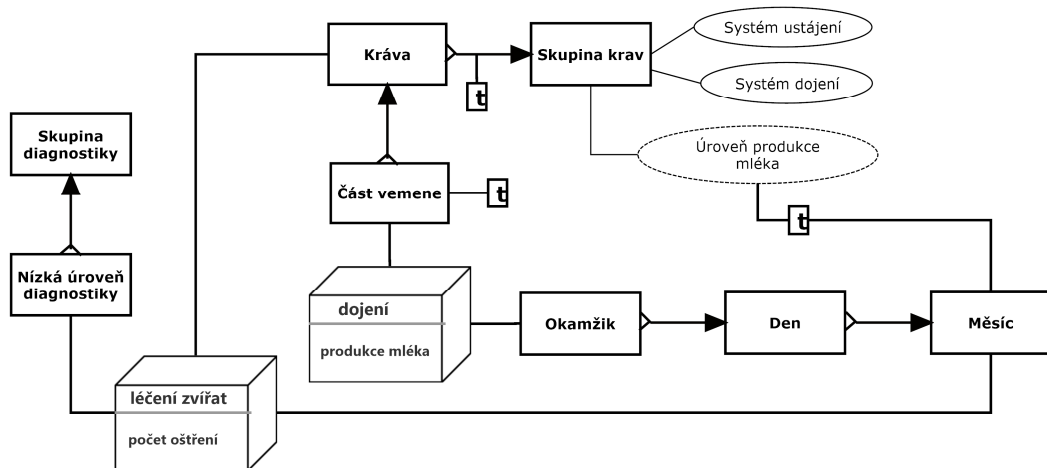 Systém ustájení
Kráva
Skupina krav
t
Systém dojení
Skupina
diagnostiky
Úroveň produkce
mléka
Část vemene
t
t
Nízká úroveň
diagnostiky
dojení
produkce mléka
Okamžik
Den
Měsíc
léčení zvířat
počet oštření